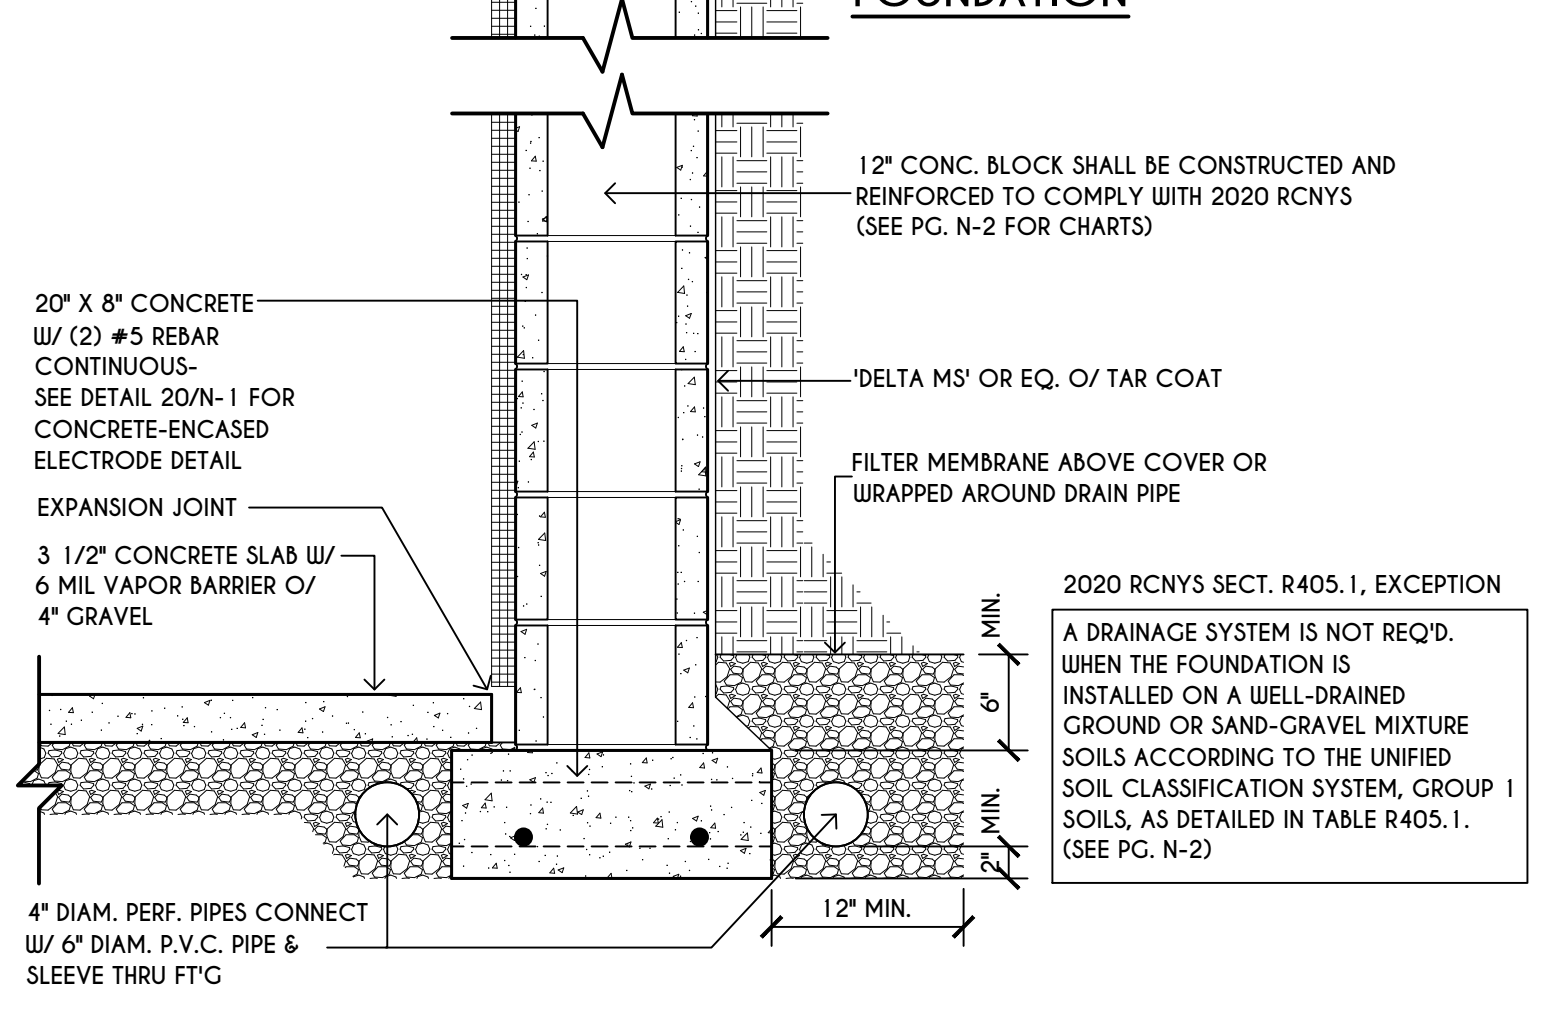 FOUNDATION
12" CONC. BLOCK SHALL BE CONSTRUCTED AND
REINFORCED TO COMPLY WITH 2020 RCNYS
(SEE PG. N-2 FOR CHARTS)
20" X 8" CONCRETE
W/ (2) #5 REBAR
CONTINUOUS-
SEE DETAIL 20/N-1 FOR
CONCRETE-ENCASED
ELECTRODE DETAIL
'DELTA MS' OR EQ. O/ TAR COAT
FILTER MEMBRANE ABOVE COVER OR
WRAPPED AROUND DRAIN PIPE
EXPANSION JOINT
3 1/2" CONCRETE SLAB W/
6 MIL VAPOR BARRIER O/
4" GRAVEL
6" MIN.
2" MIN.
12" MIN.
2020 RCNYS SECT. R405.1, EXCEPTION
A DRAINAGE SYSTEM IS NOT REQ'D.
WHEN THE FOUNDATION IS
INSTALLED ON A WELL-DRAINED
GROUND OR SAND-GRAVEL MIXTURE
SOILS ACCORDING TO THE UNIFIED
SOIL CLASSIFICATION SYSTEM, GROUP 1
SOILS, AS DETAILED IN TABLE R405.1.
(SEE PG. N-2)
4" DIAM. PERF. PIPES CONNECT
W/ 6" DIAM. P.V.C. PIPE &
SLEEVE THRU FT'G